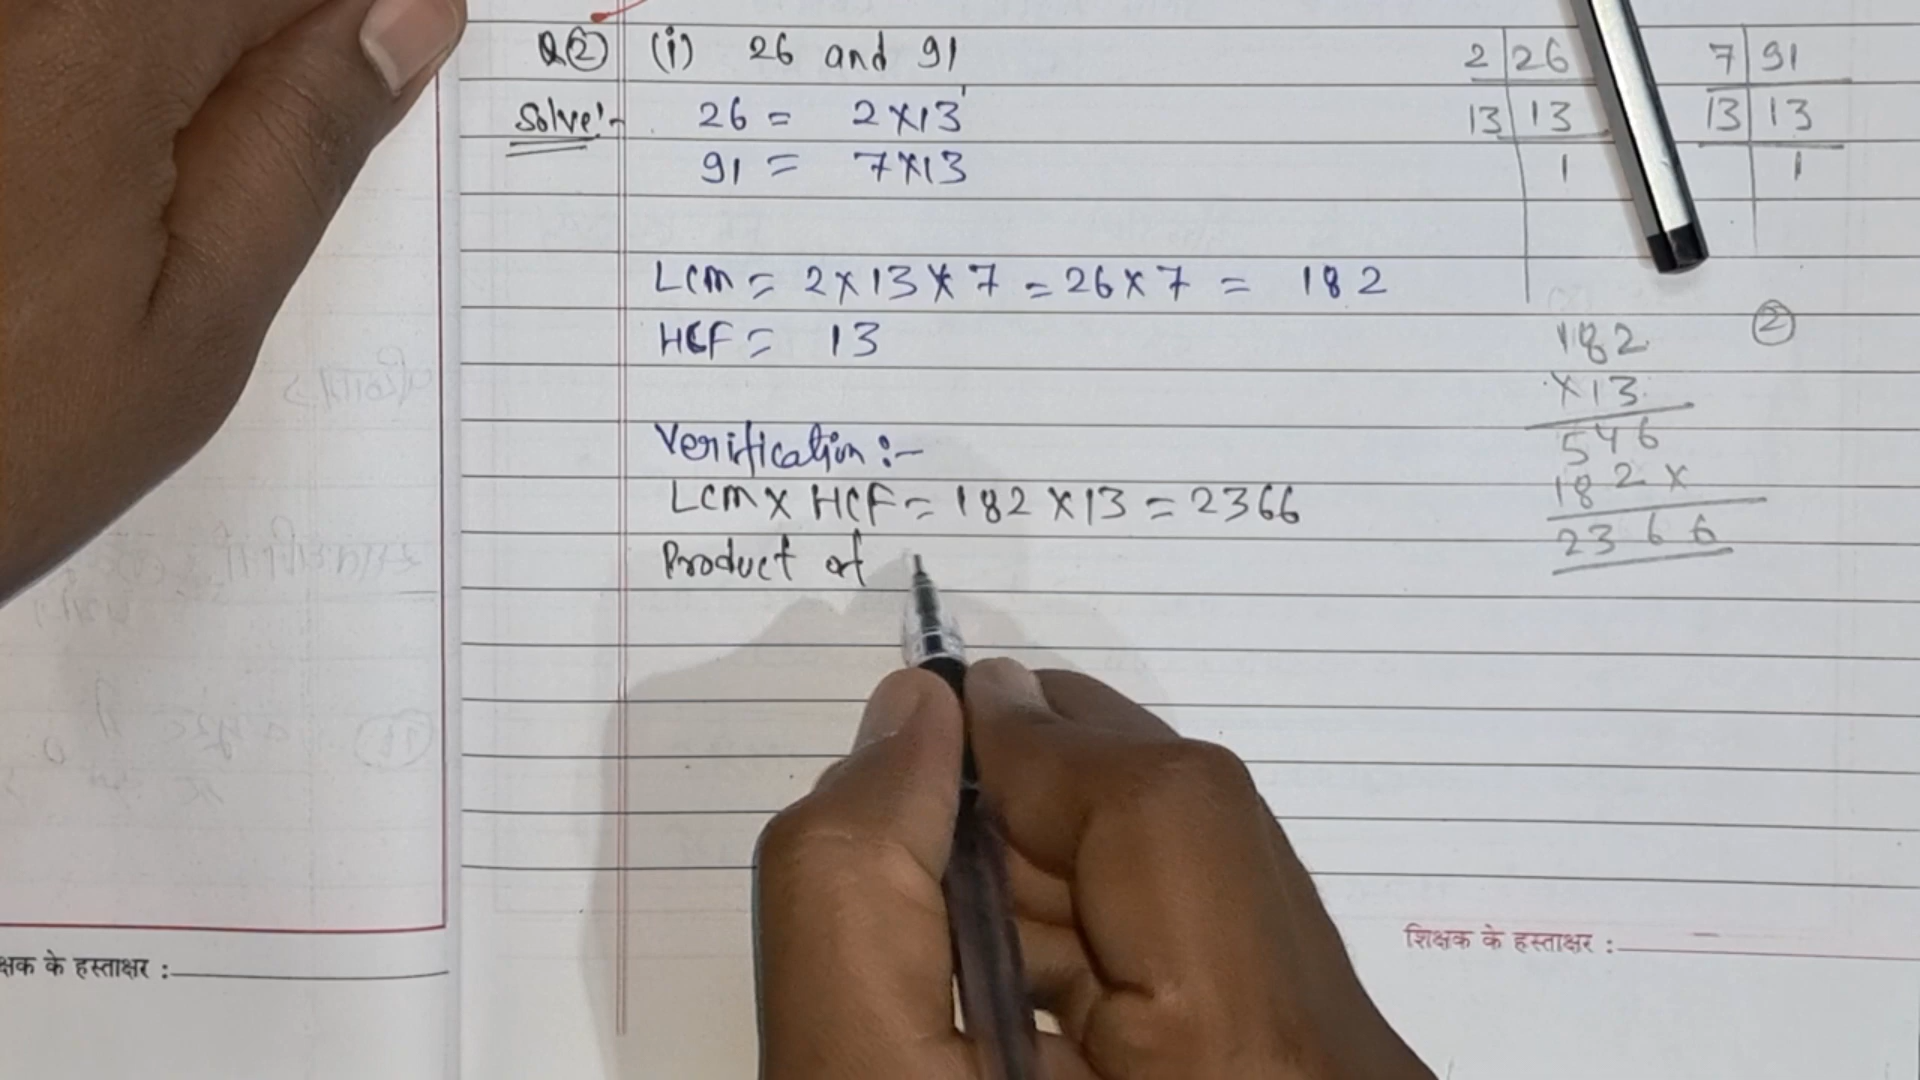 Q② (i) 26 and 91
Solve:- 26 = 2×13
91 = 7×13
Lcm = 2×13×7 = 26×7 = 182
HCF = 13
Verification:-
Lcm × HCF = 182 ×13 = 2366
Product of
2 26
13 13
1
7 91
13 13
1
②
182
×13
546
182×
2366
क्षक के हस्ताक्षर :
शिक्षक के हस्ताक्षर :